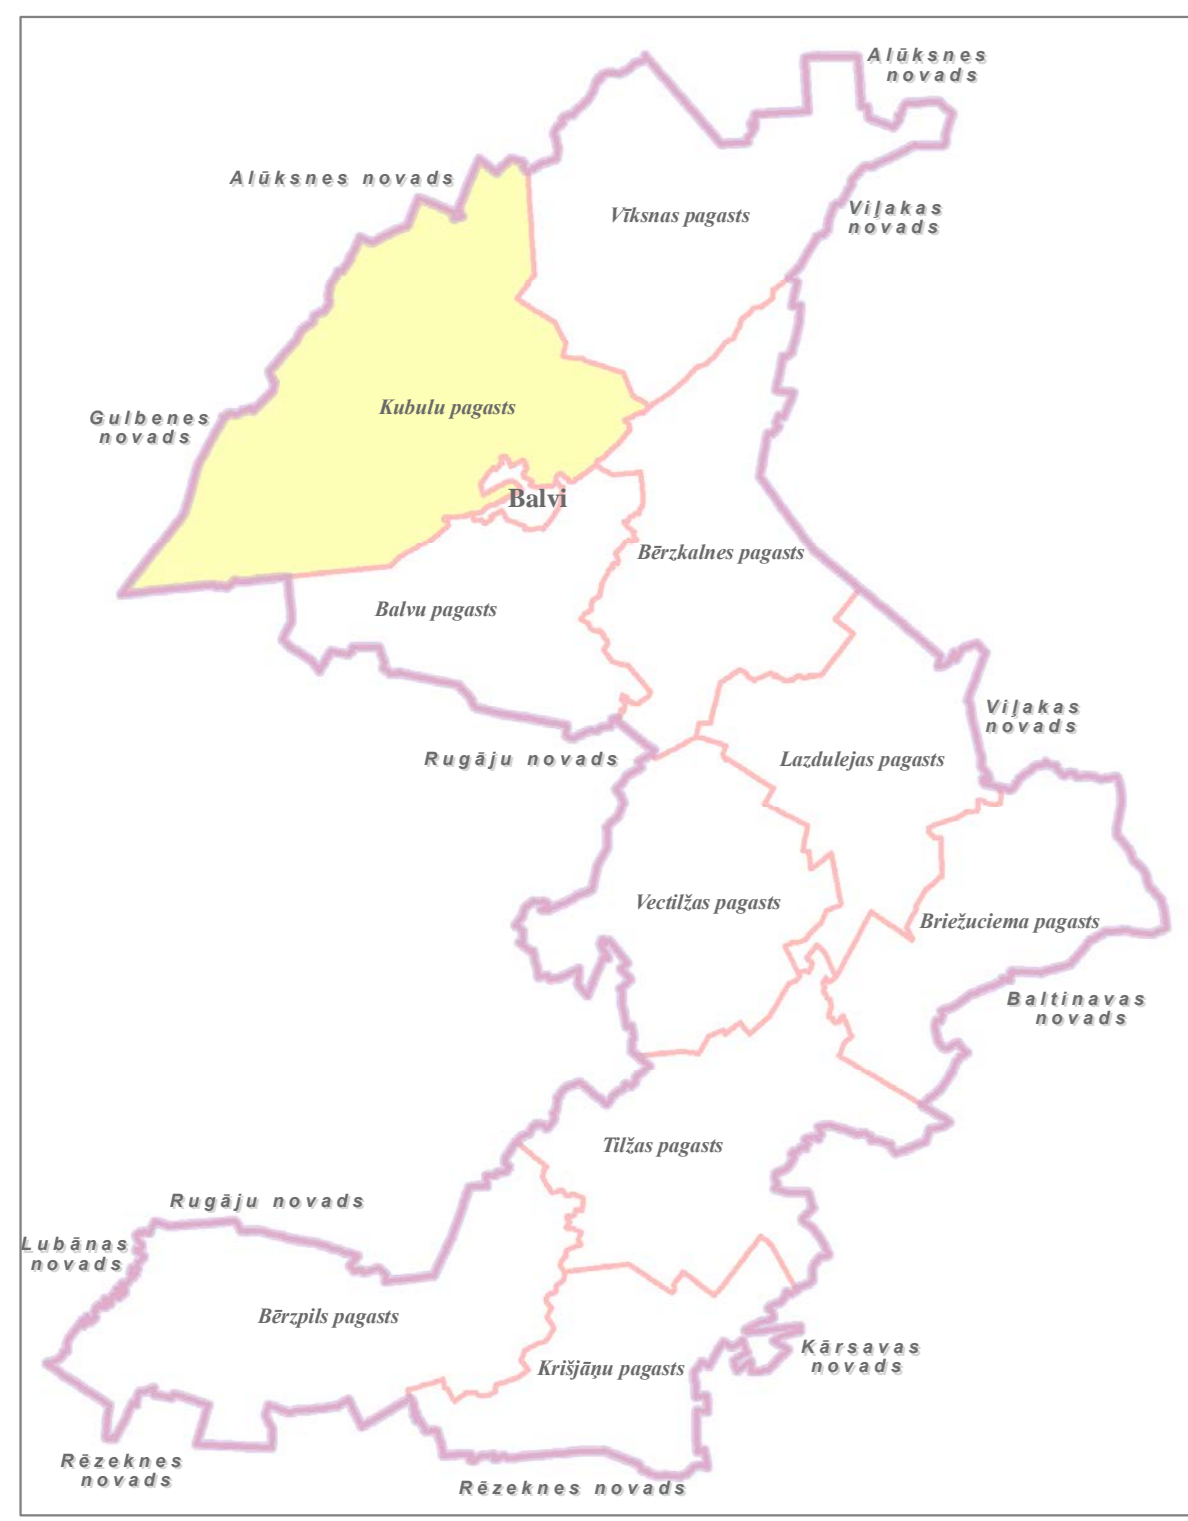 Alūksnes
novads
Alūksnes novads
Viļakas
novads
Vīksnas pagasts
Gulbenes
novads
Kubulu pagasts
Balvi
Bērzkalnes pagasts
Balvu pagasts
Viļakas
novads
Rugāju novads
Lazdulejas pagasts
Vectilžas pagasts
Briežuciema pagasts
Baltinavas
novads
Tilžas pagasts
Rugāju novads
Lubānas
novads
Bērzpils pagasts
Krišjāņu pagasts
Kārsavas
novads
Rēzeknes
novads
Rēzeknes novads